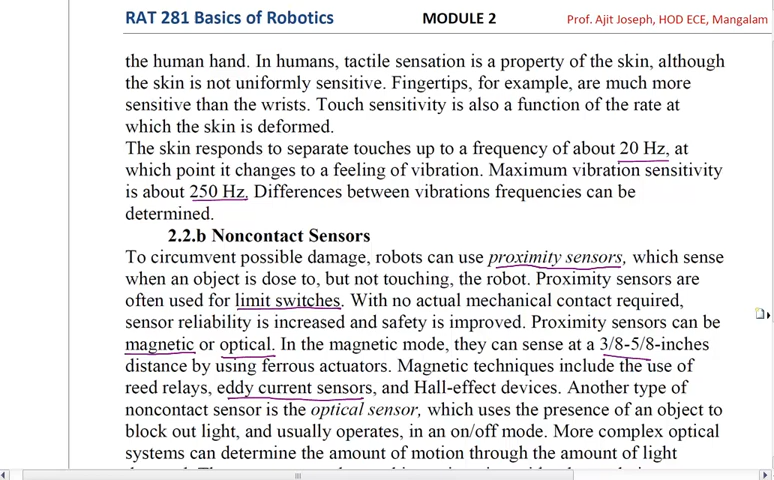 RAT 281 Basics of Robotics MODULE 2 Prof. Ajit Joseph, HOD ECE, Mangalam
the human hand. In humans, tactile sensation is a property of the skin, although
the skin is not uniformly sensitive. Fingertips, for example, are much more
sensitive than the wrists. Touch sensitivity is also a function of the rate at
which the skin is deformed.
The skin responds to separate touches up to a frequency of about 20 Hz, at
which point it changes to a feeling of vibration. Maximum vibration sensitivity
is about 250 Hz. Differences between vibrations frequencies can be
determined.
2.2.b Noncontact Sensors
To circumvent possible damage, robots can use proximity sensors, which sense
when an object is dose to, but not touching, the robot. Proximity sensors are
often used for limit switches. With no actual mechanical contact required,
sensor reliability is increased and safety is improved. Proximity sensors can be
magnetic or optical. In the magnetic mode, they can sense at a 3/8-5/8-inches
distance by using ferrous actuators. Magnetic techniques include the use of
reed relays, eddy current sensors, and Hall-effect devices. Another type of
noncontact sensor is the optical sensor, which uses the presence of an object to
block out light, and usually operates, in an on/off mode. More complex optical
systems can determine the amount of motion through the amount of light